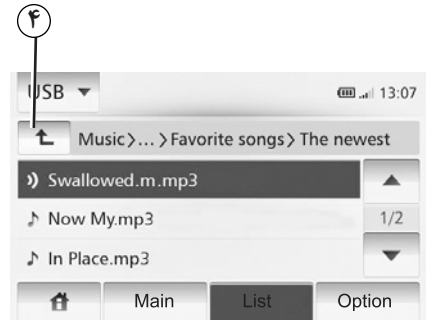 ۴
USB
13:07
Music > ... > Favorite songs > The newest
Swallowed.m.mp3
Now My.mp3
1/2
In Place.mp3
Main List Option